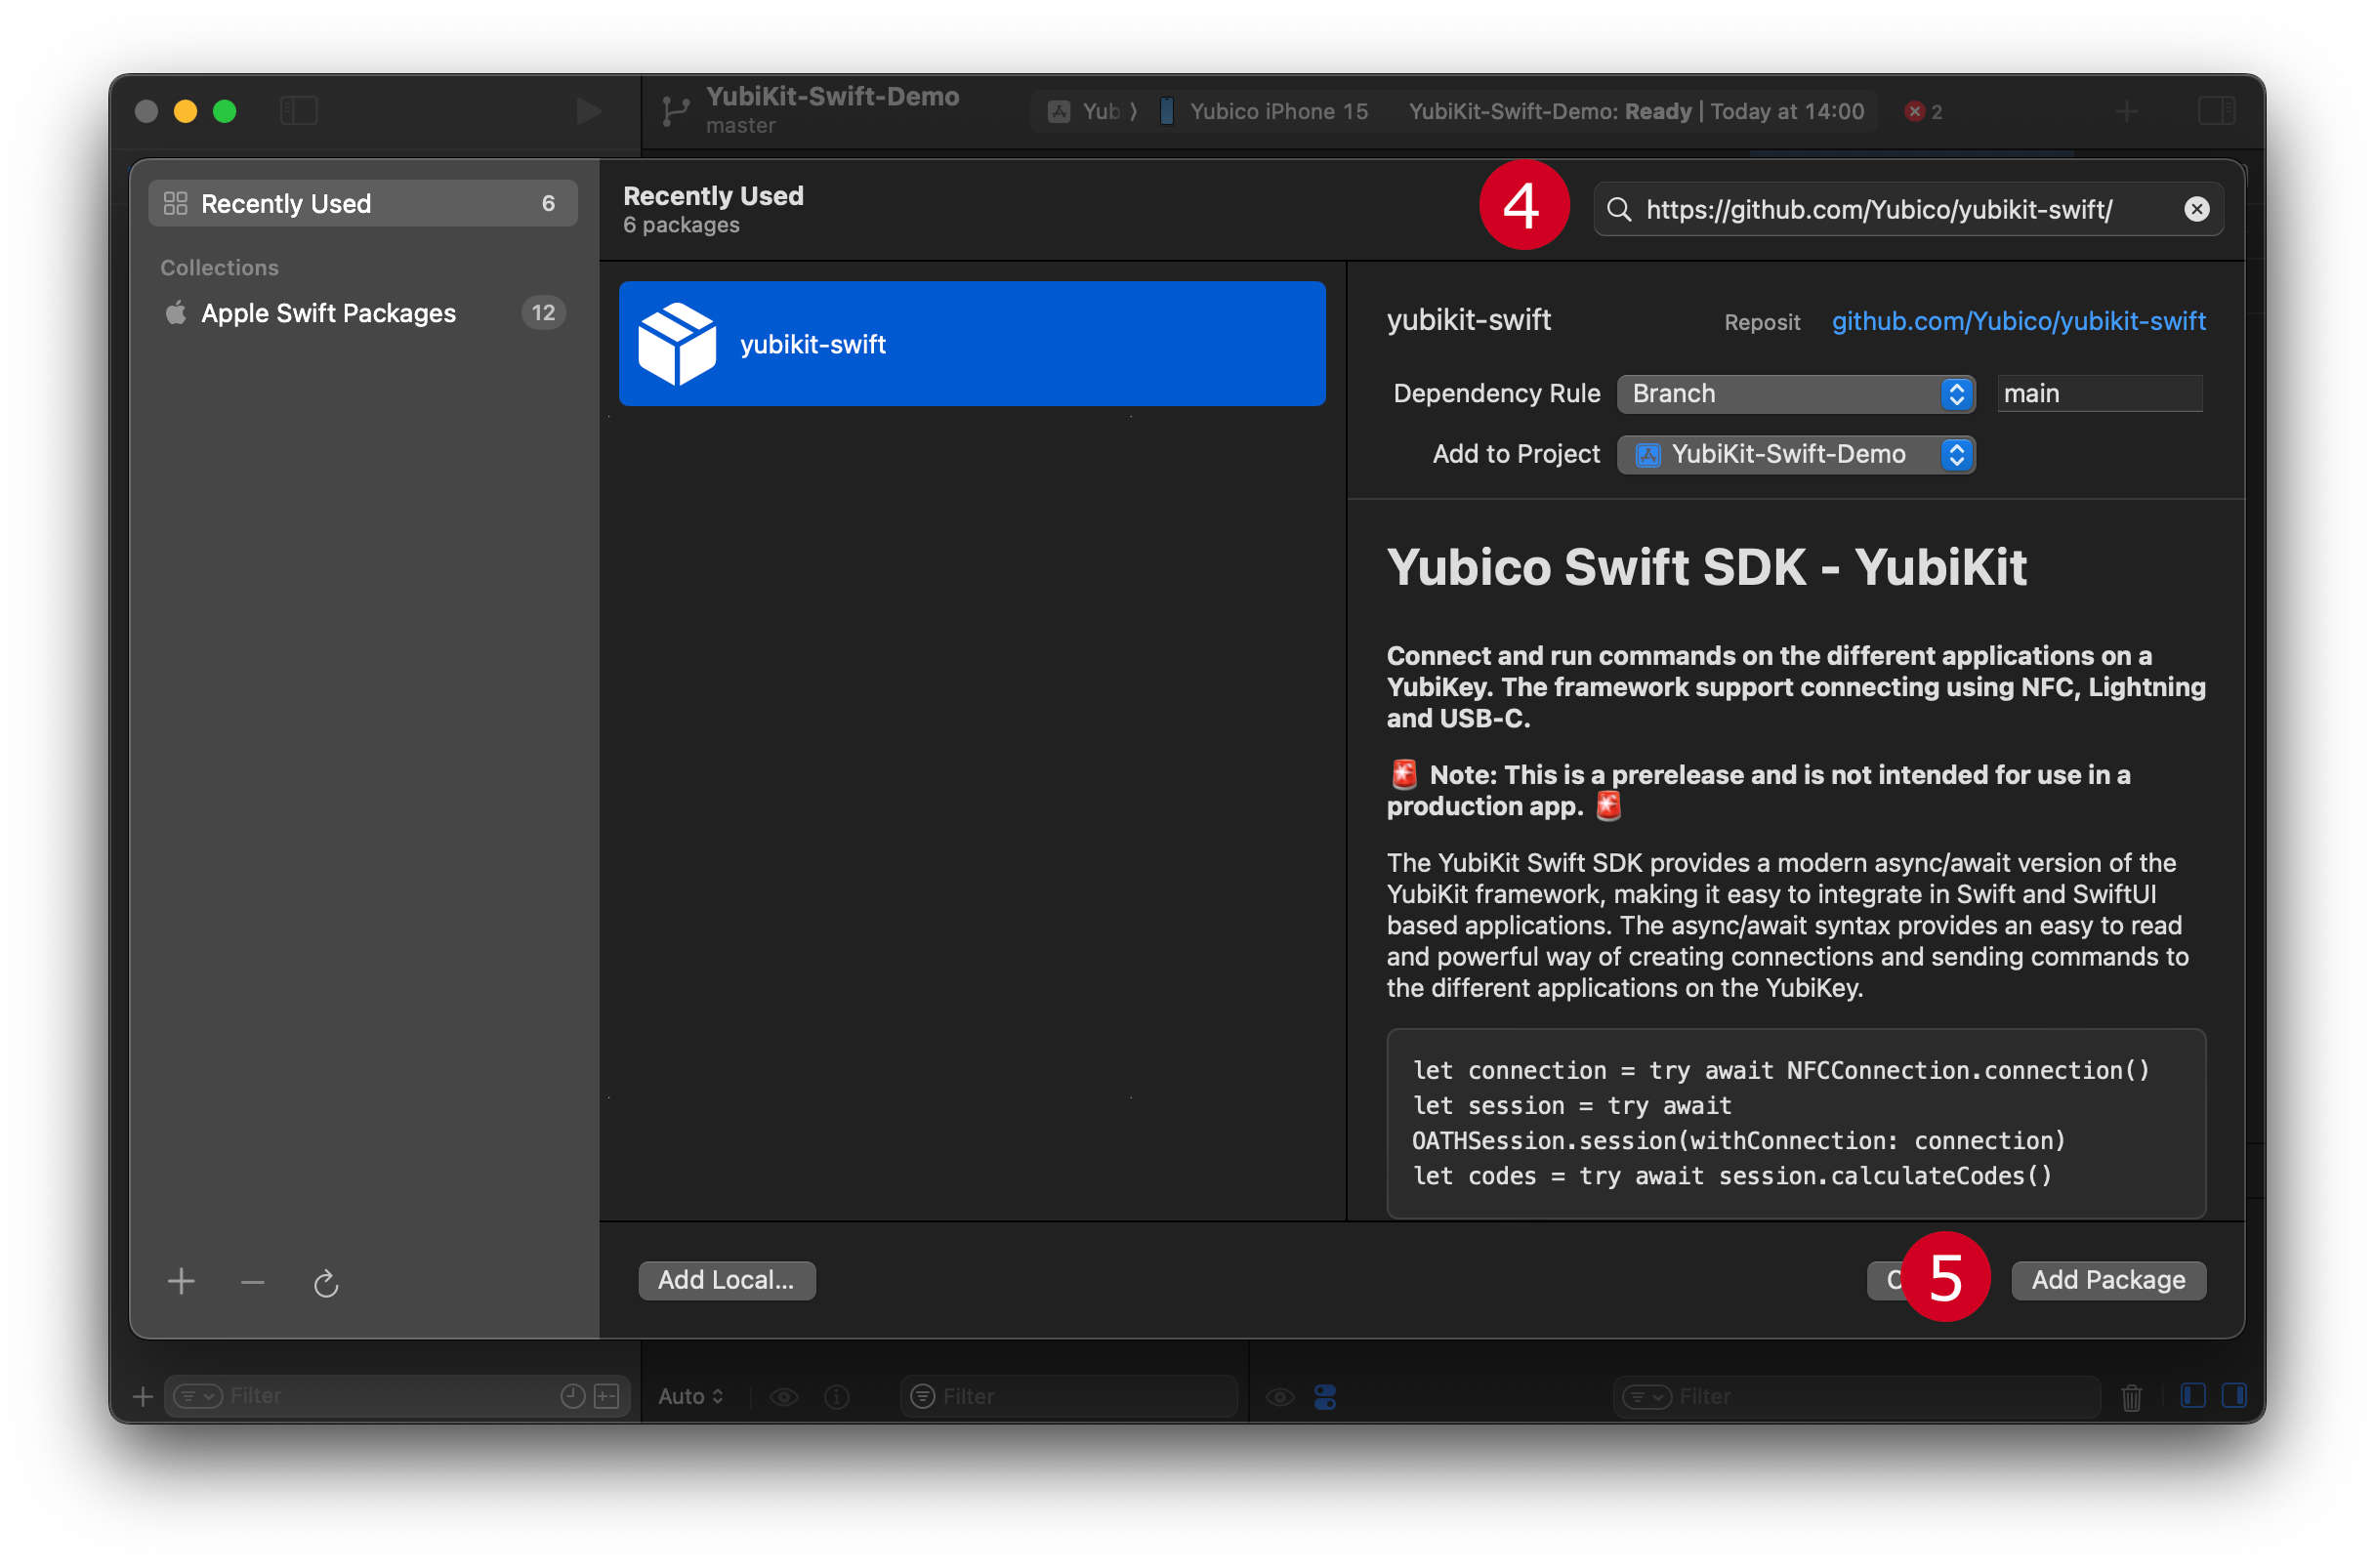 YubiKit-Swift-Demo
master
Yub Yubico iPhone 15 YubiKit-Swift-Demo: Ready | Today at 14:00 2
Recently Used 6
Collections
Apple Swift Packages 12
Recently Used
6 packages
4
https://github.com/Yubico/yubikit-swift/
yubikit-swift
yubikit-swift Reposit github.com/Yubico/yubikit-swift
Dependency Rule Branch main
Add to Project YubiKit-Swift-Demo
Yubico Swift SDK - YubiKit
Connect and run commands on the different applications on a
YubiKey. The framework support connecting using NFC, Lightning
and USB-C.
🚨 Note: This is a prerelease and is not intended for use in a
production app. 🚨
The YubiKit Swift SDK provides a modern async/await version of the
YubiKit framework, making it easy to integrate in Swift and SwiftUI
based applications. The async/await syntax provides an easy to read
and powerful way of creating connections and sending commands to
the different applications on the YubiKey.
let connection = try await NFCConnection.connection()
let session = try await
OATHSession.session(withConnection: connection)
let codes = try await session.calculateCodes()
Add Local... 5 Add Package
Filter Auto Filter Filter